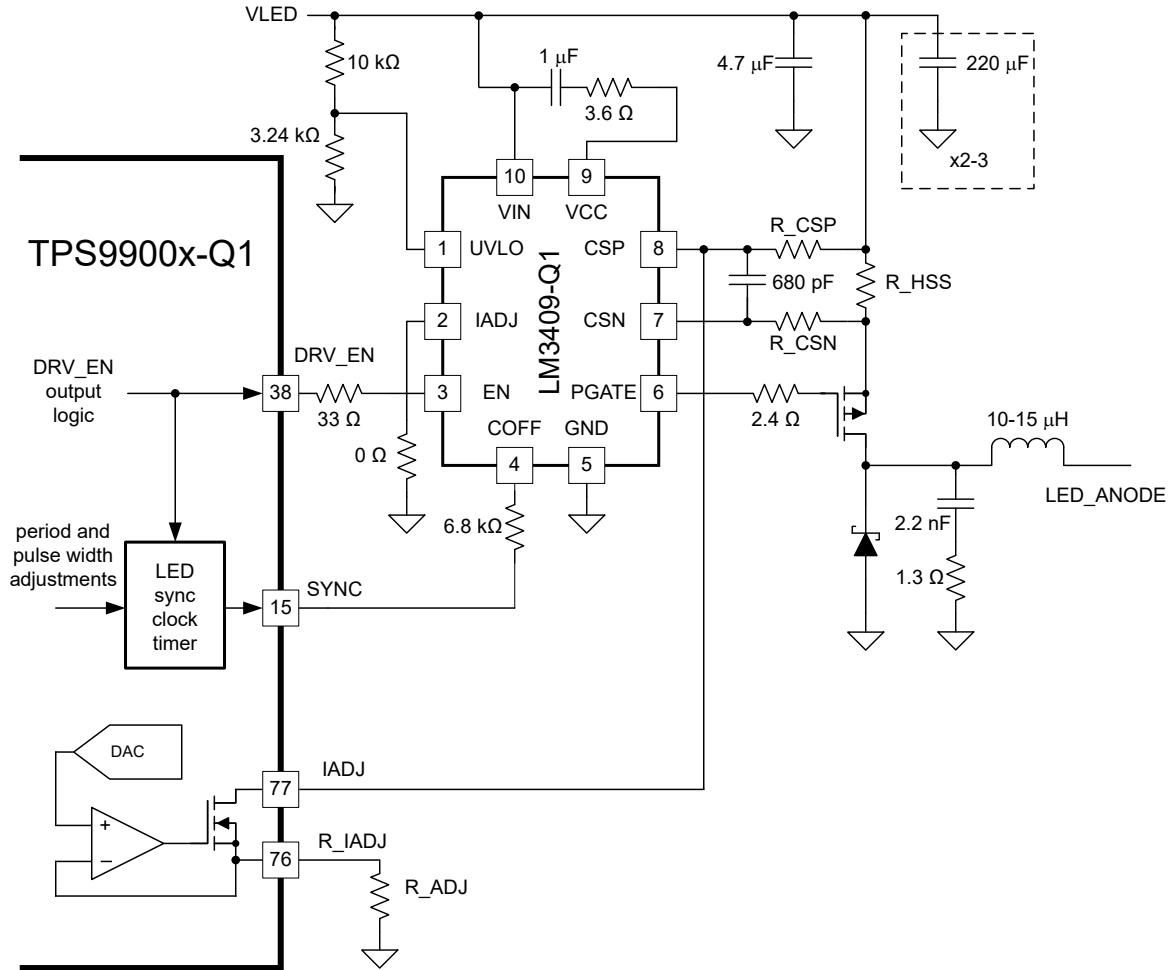 VLED
10 kΩ
1 μF
4.7 μF
220 μF
3.6 Ω
3.24 kΩ
x2-3
10
9
VIN
VCC
TPS9900x-Q1
1
UVLO
CSP
8
R_CSP
R_HSS
680 pF
LM3409-Q1
2
IADJ
CSN
7
R_CSN
DRV_EN
output
logic
DRV_EN
38
33 Ω
3
EN
PGATE
6
2.4 Ω
10-15 μH
COFF
GND
0 Ω
4
5
LED_ANODE
6.8 kΩ
2.2 nF
period and
pulse width
adjustments
LED
sync
clock
timer
SYNC
15
1.3 Ω
DAC
IADJ
77
+
−
R_IADJ
76
R_ADJ